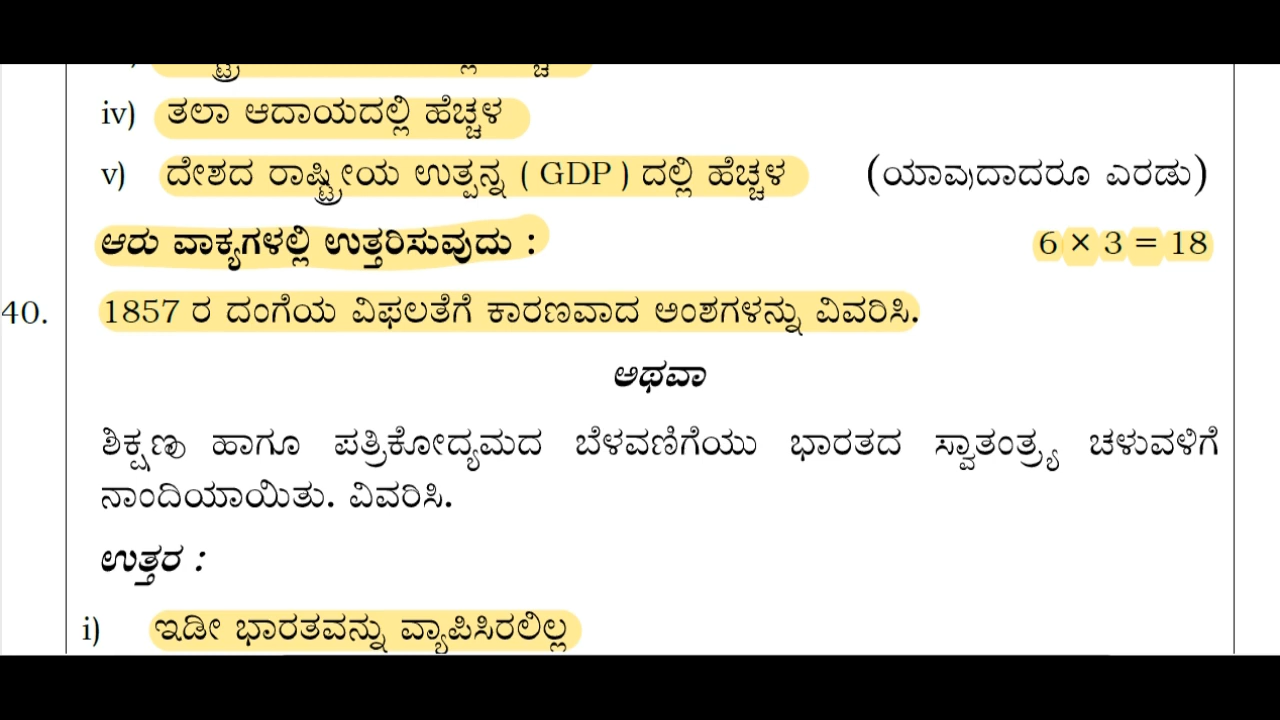 iv) ತಲಾ ಆದಾಯದಲ್ಲಿ ಹೆಚ್ಚಳ
v) ದೇಶದ ರಾಷ್ಟ್ರೀಯ ಉತ್ಪನ್ನ ( GDP ) ದಲ್ಲಿ ಹೆಚ್ಚಳ (ಯಾವುದಾದರೂ ಎರಡು)
ಆರು ವಾಕ್ಯಗಳಲ್ಲಿ ಉತ್ತರಿಸುವುದು : 6 × 3 = 18
40. 1857 ರ ದಂಗೆಯ ವಿಫಲತೆಗೆ ಕಾರಣವಾದ ಅಂಶಗಳನ್ನು ವಿವರಿಸಿ.
ಅಥವಾ
ಶಿಕ್ಷಣವು ಹಾಗೂ ಪತ್ರಿಕೋದ್ಯಮದ ಬೆಳವಣಿಗೆಯು ಭಾರತದ ಸ್ವಾತಂತ್ರ್ಯ ಚಳುವಳಿಗೆ
ನಾಂದಿಯಾಯಿತು. ವಿವರಿಸಿ.
ಉತ್ತರ :
i) ಇಡೀ ಭಾರತವನ್ನು ವ್ಯಾಪಿಸಿರಲಿಲ್ಲ